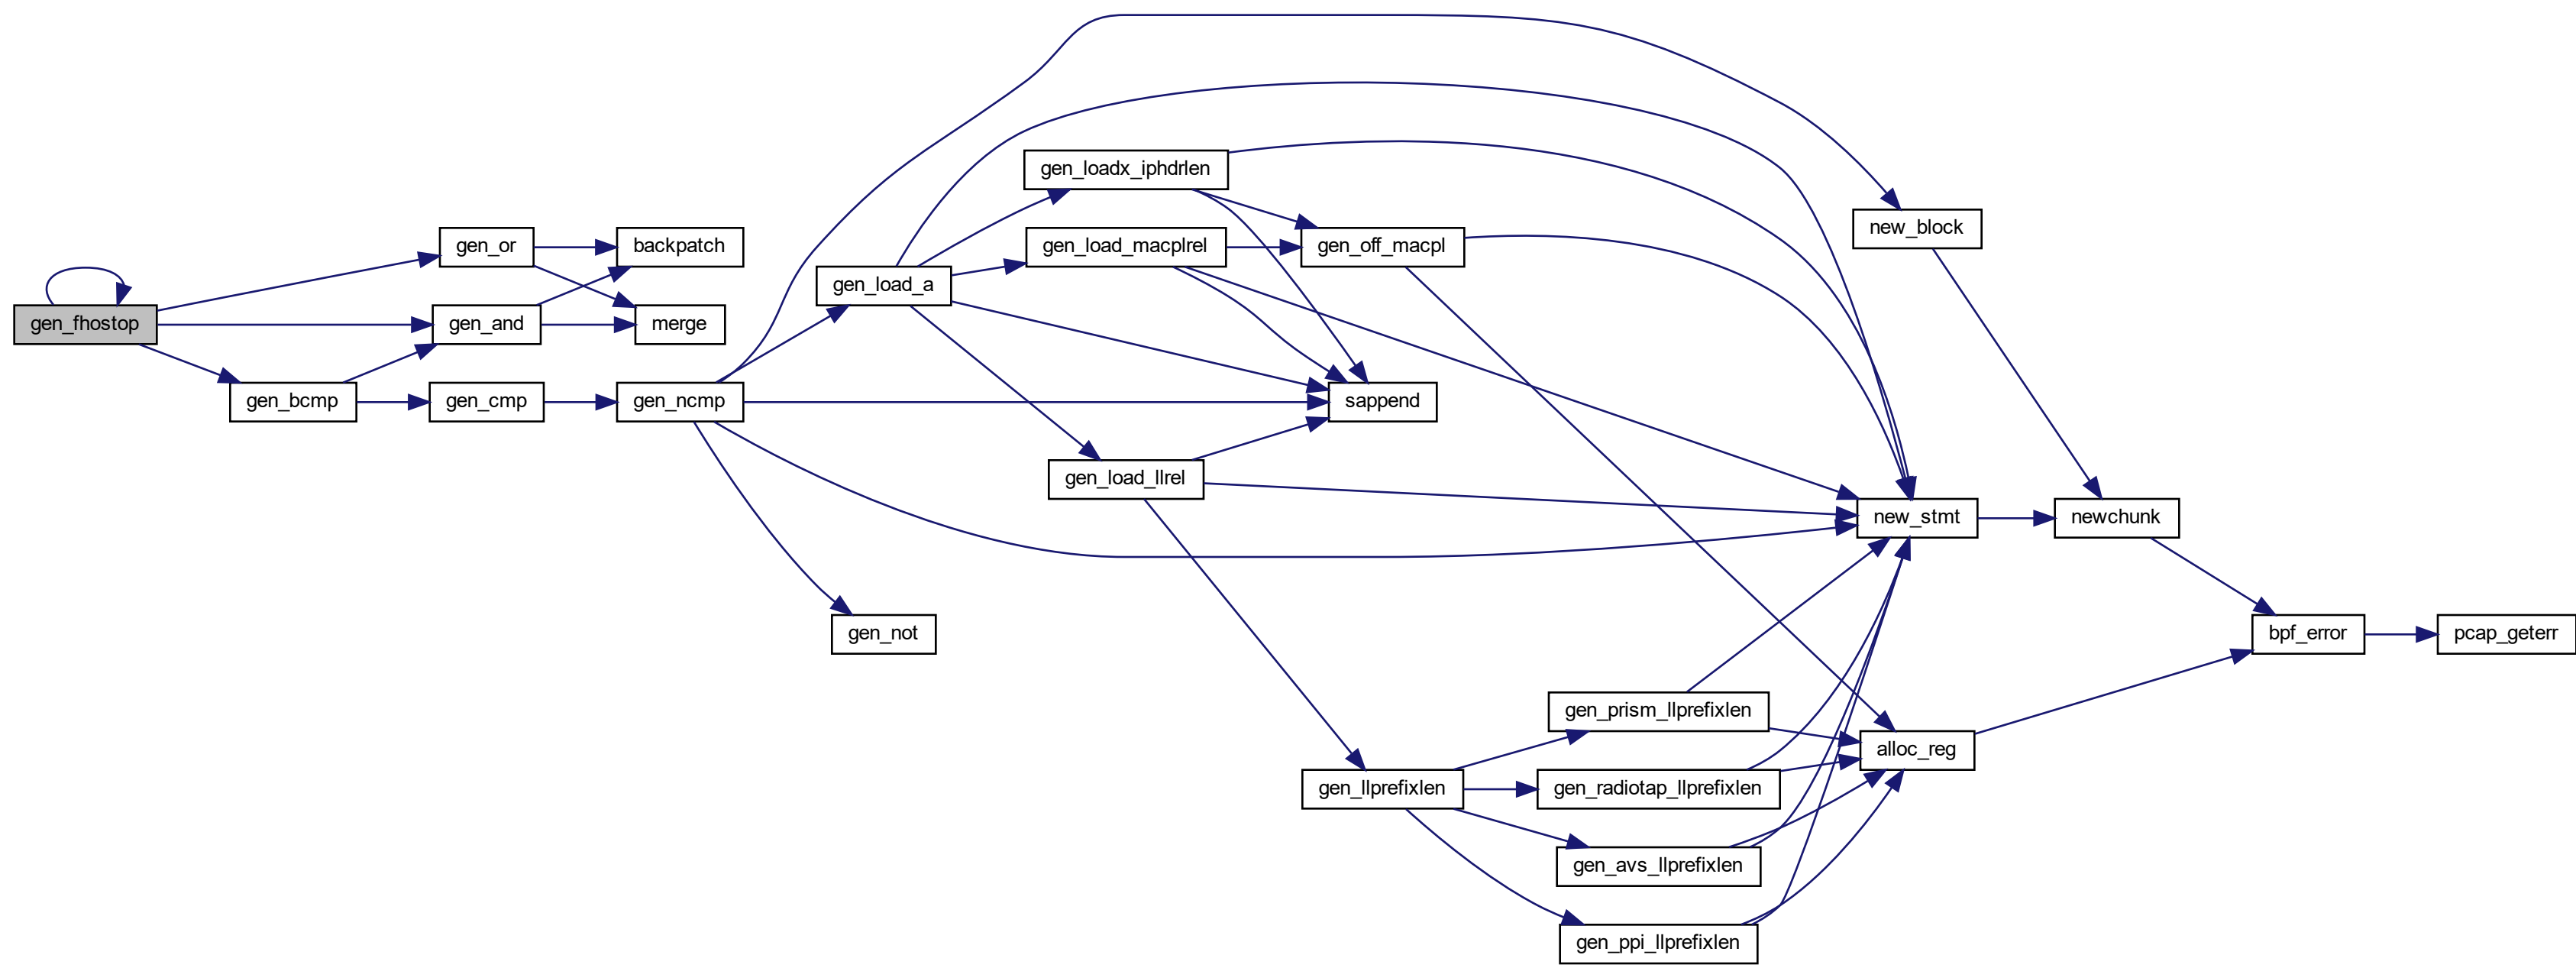 gen_fhostop
gen_or
gen_and
gen_bcmp
backpatch
merge
gen_cmp
gen_ncmp
gen_load_a
gen_not
gen_loadx_iphdrlen
gen_load_macplrel
gen_load_llrel
gen_off_macpl
sappend
gen_llprefixlen
gen_prism_llprefixlen
gen_radiotap_llprefixlen
gen_avs_llprefixlen
gen_ppi_llprefixlen
new_block
new_stmt
alloc_reg
newchunk
bpf_error
pcap_geterr